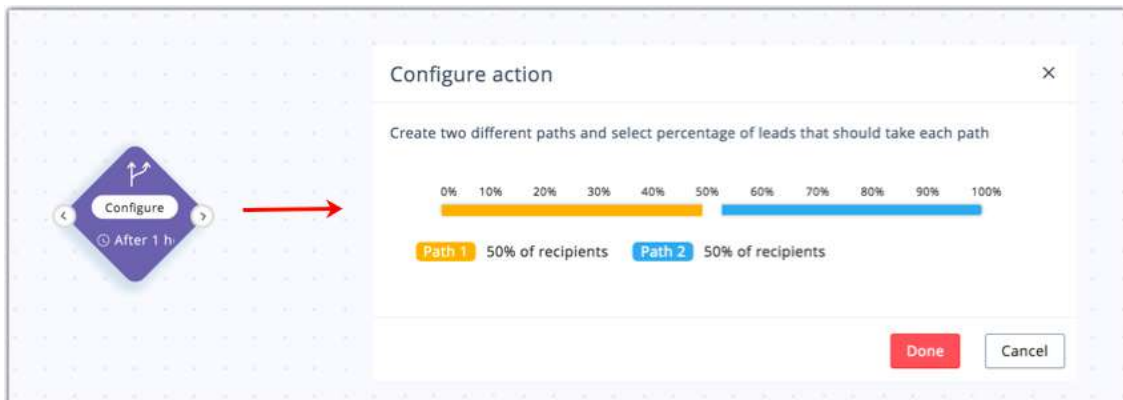 Configure action
Create two different paths and select percentage of leads that should take each path
Configure
After 1 h
0% 10% 20% 30% 40% 50% 60% 70% 80% 90% 100%
Path 1 50% of recipients Path 2 50% of recipients
Done Cancel